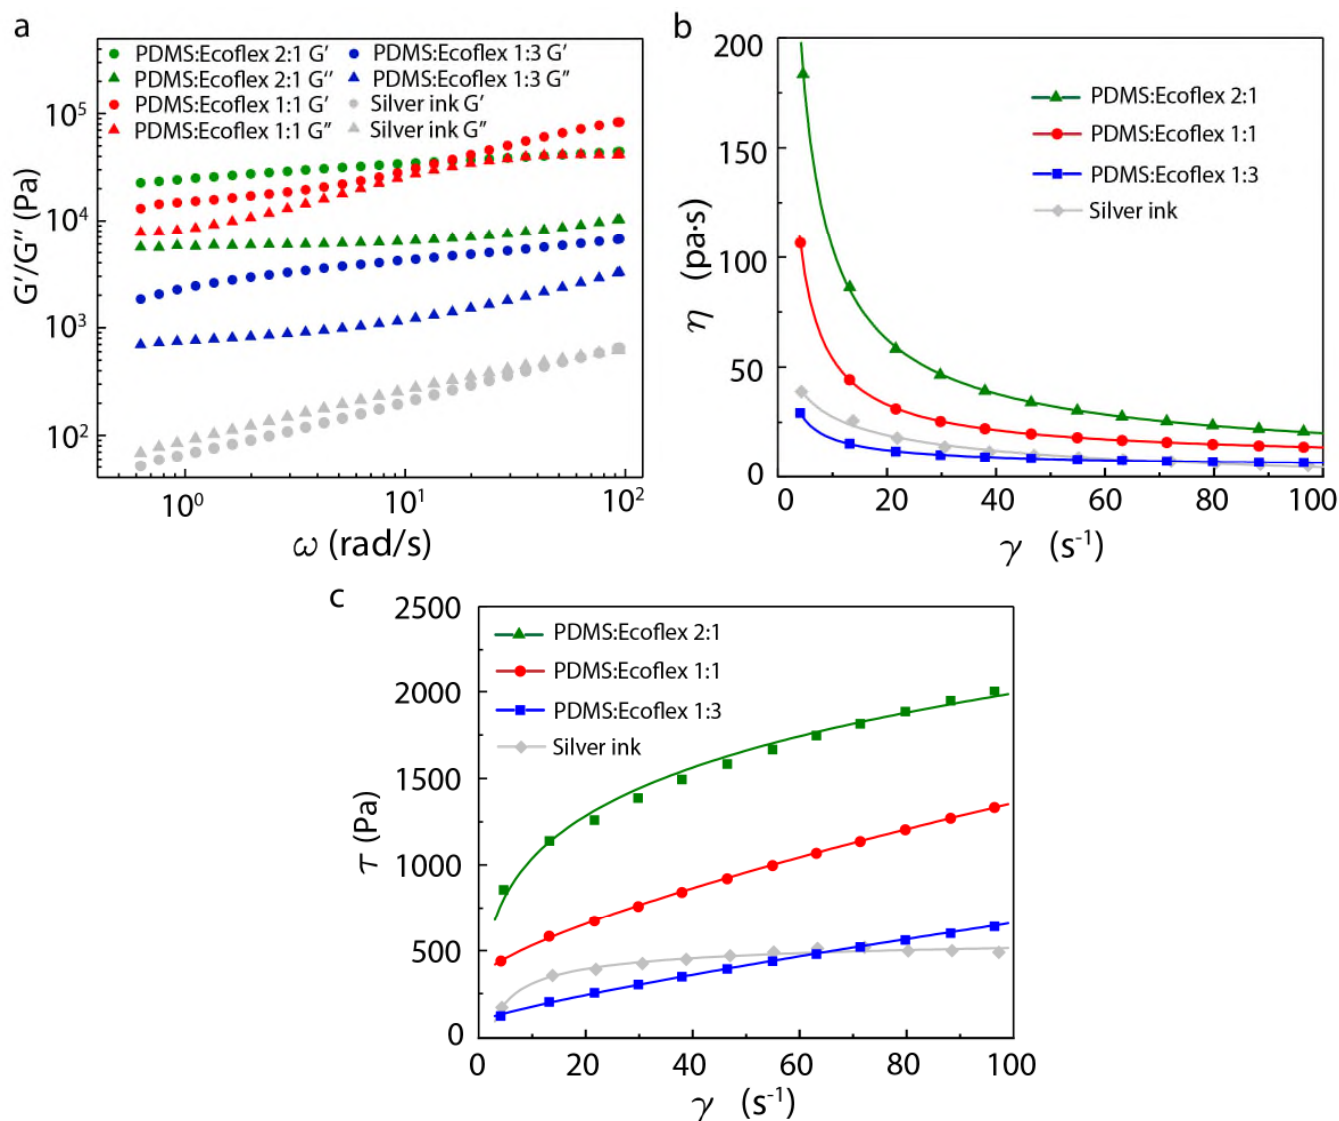 a
PDMS:Ecoflex 2:1 G′
PDMS:Ecoflex 2:1 G′′
PDMS:Ecoflex 1:1 G′
PDMS:Ecoflex 1:1 G″
PDMS:Ecoflex 1:3 G′
PDMS:Ecoflex 1:3 G″
Silver ink G′
Silver ink G″
G′/G″ (Pa)
10⁵
10⁴
10³
10²
10⁰ 10¹ 10²
ω (rad/s)
b
PDMS:Ecoflex 2:1
PDMS:Ecoflex 1:1
PDMS:Ecoflex 1:3
Silver ink
η (pa·s)
200
150
100
50
0
0 20 40 60 80 100
γ (s⁻¹)
c
PDMS:Ecoflex 2:1
PDMS:Ecoflex 1:1
PDMS:Ecoflex 1:3
Silver ink
τ (Pa)
2500
2000
1500
1000
500
0
0 20 40 60 80 100
γ (s⁻¹)